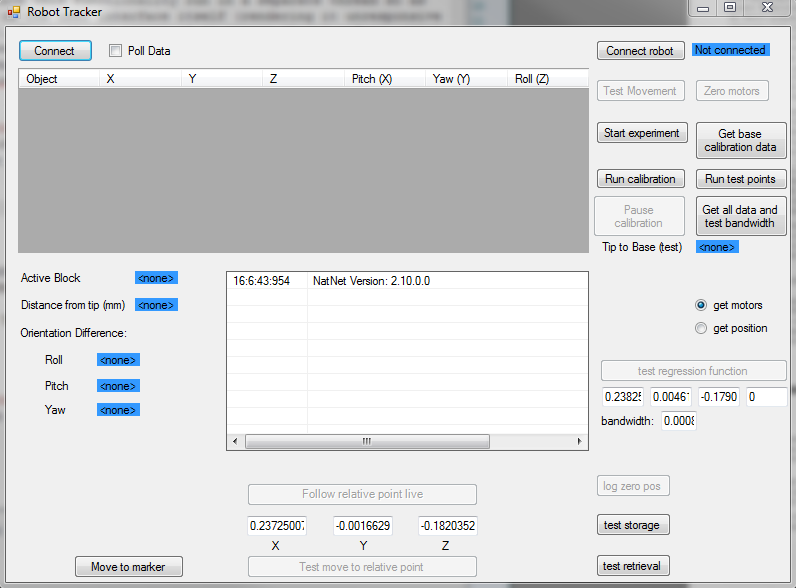 Robot Tracker
Connect
Poll Data
Connect robot
Not connected
Object X Y Z Pitch (X) Yaw (Y) Roll (Z)
Test Movement
Zero motors
Start experiment
Get base
calibration data
Run calibration
Run test points
Pause
calibration
Get all data and
test bandwidth
Tip to Base (test)
<none>
Active Block
<none>
16:6:43:954 NatNet Version: 2.10.0.0
Distance from tip (mm)
<none>
get motors
Orientation Difference:
get position
Roll
<none>
Pitch
<none>
Yaw
<none>
test regression function
0.2382 0.0046 -0.1790 0
bandwidth:
0.0008
Follow relative point live
log zero pos
0.2372500 -0.0016629 -0.1820352
test storage
X Y Z
Move to marker
Test move to relative point
test retrieval